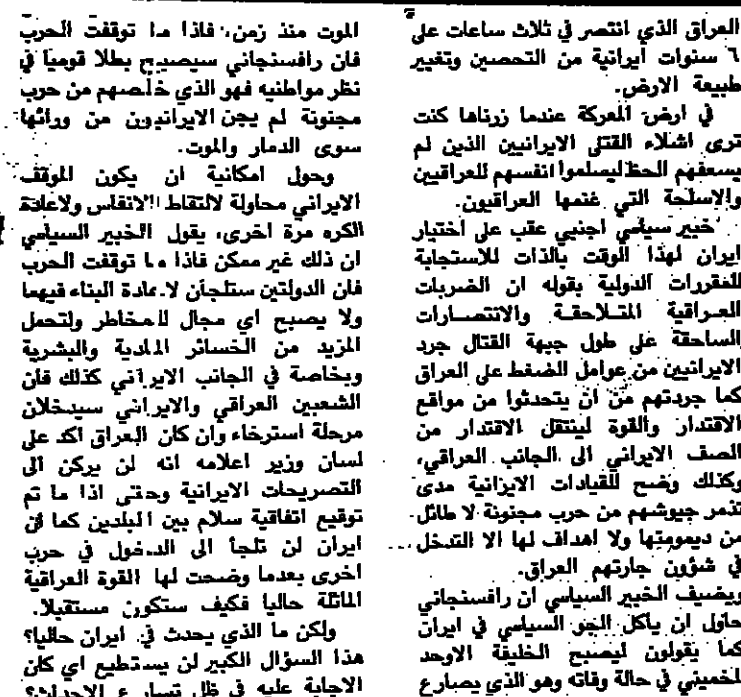 العراق الذي انتصر في ثلاث ساعات على
٦ سنوات ايرانية من التحصين وتغيير
طبيعة الارض.
في ارض المعركة عندما زرناها كنت
ترى اشلاء القتلى الايرانيين الذين لم
يسعفهم الحظ ليسلموا انفسهم للعراقيين
والاسلحة التي غنمها العراقيون.
خبير سياسي اجنبي عقب على اختيار
ايران لهذا الوقت بالذات للاستجابة
للمقررات الدولية بقوله ان الضربات
العراقية المتلاحقة والانتصارات
الساحقة على طول جبهة القتال جرد
الايرانيين من عوامل الضغط على العراق
كما جردتهم من ان يتحدثوا من مواقع
الاقتدار والقوة لينتقل الاقتدار من
الصف الايراني الى الجانب العراقي،
وكذلك وضح للقيادات الايرانية مدى
تذمر جيوشهم من حرب مجنونة لا طائل
من ديمومتها ولا اهداف لها الا التدخل
في شؤون جارتهم العراق.
ويضيف الخبير السياسي ان رافسنجاني
حاول ان يأكل الجو السياسي في ايران
كما يقولون ليصبح الخليفة الاوحد
للخميني في حالة وفاته وهو الذي يصارع
الموت منذ زمن، فاذا ما توقفت الحرب
فان رافسنجاني سيصبح بطلا قوميا في
نظر مواطنيه فهو الذي خلصهم من حرب
مجنونة لم يجن الايرانيون من ورائها
سوى الدمار والموت.
وحول امكانية ان يكون الموقف
الايراني محاولة لالتقاط الانفاس ولاعادة
الكره مرة اخرى، يقول الخبير السياسي
ان ذلك غير ممكن فاذا ما توقفت الحرب
فان الدولتين ستلجأن لاعادة البناء فيهما
ولا يصبح اي مجال للمخاطر ولتحمل
المزيد من الخسائر المادية والبشرية
وبخاصة في الجانب الايراني كذلك فأن
الشعبين العراقي والايراني سيدخلان
مرحلة استرخاء وان كان العراق اكد على
لسان وزير اعلامه انه لن يركن الى
التصريحات الايرانية وحتى اذا ما تم
توقيع اتفاقية سلام بين البلدين كما ان
ايران لن تلجأ الى الدخول في حرب
اخرى بعدما وضحت لها القوة العراقية
الماثلة حاليا فكيف ستكون مستقبلا.
ولكن ما الذي يحدث في ايران حاليا؟
هذا السؤال الكبير لن يستطيع اي كان
الاجابة عليه في ظل تسارع الاحداث؟